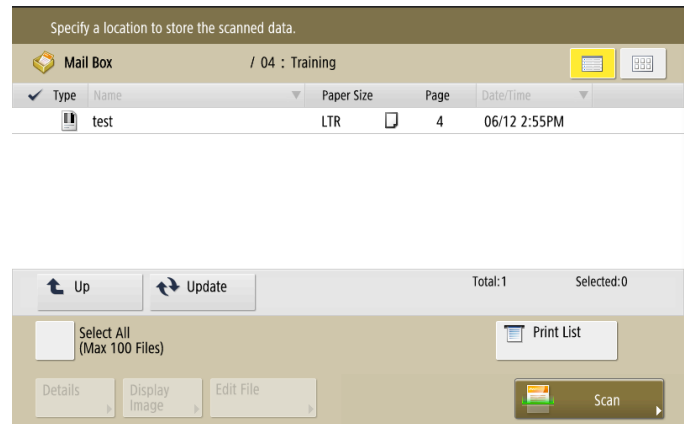 Specify a location to store the scanned data.
Mail Box / 04 : Training
Type Name Paper Size Page Date/Time
test LTR 4 06/12 2:55PM
Up Update Total:1 Selected:0
Select All
(Max 100 Files)
Print List
Details Display
Image Edit File
Scan